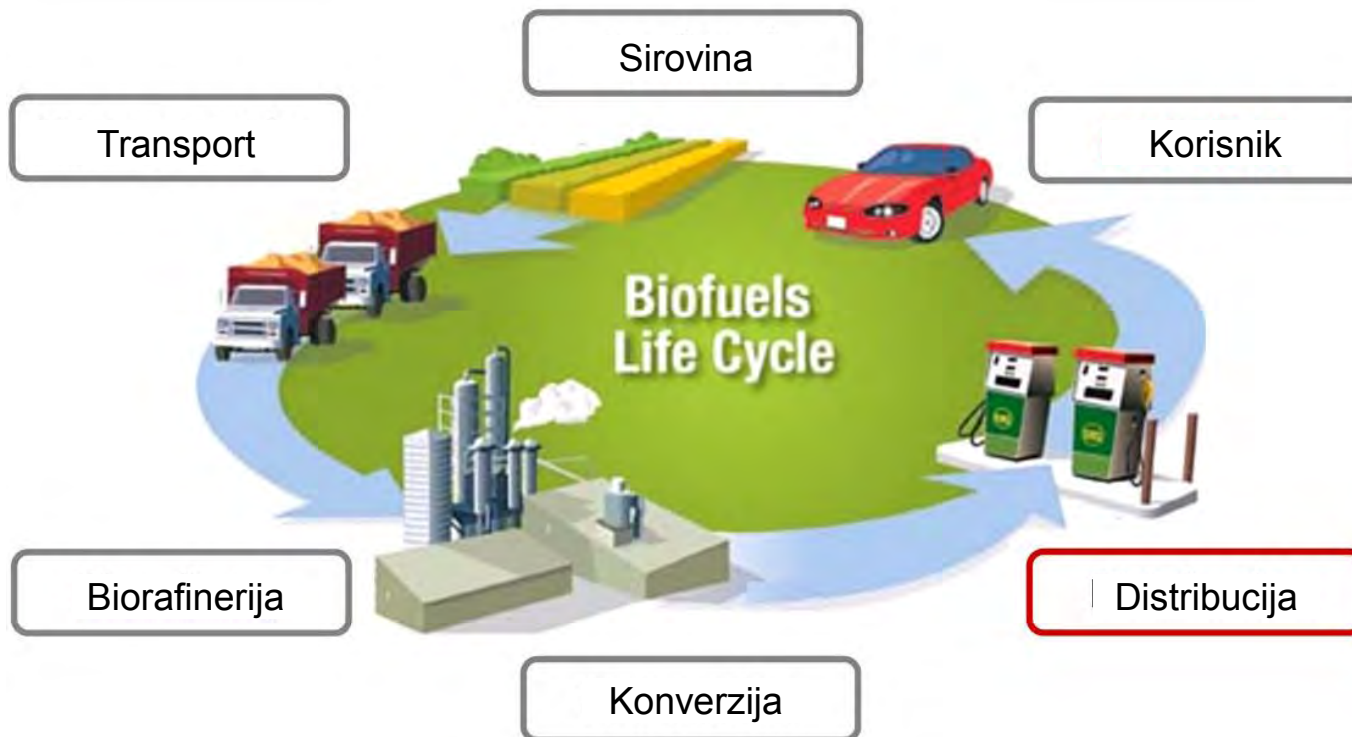 Sirovina
Transport
Korisnik
Biofuels
Life Cycle
Biorafinerija
Distribucija
Konverzija